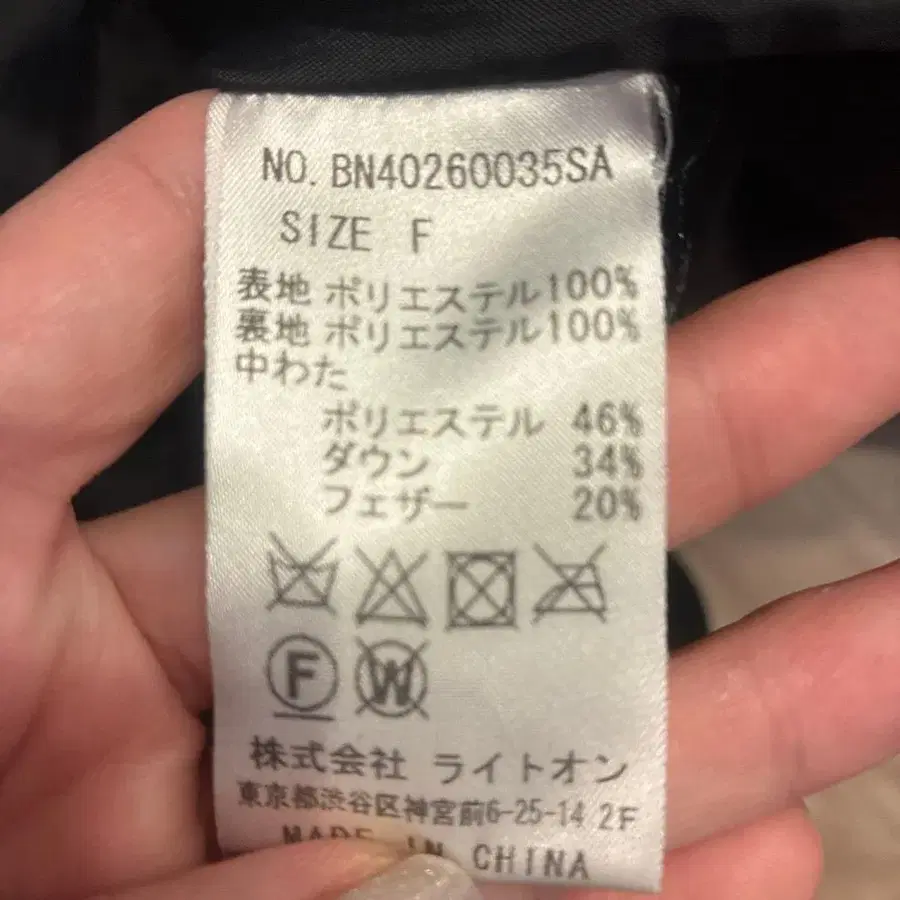 NO. BN40260035SA
SIZE F
表地 ポリエステル100%
裏地 ポリエステル100%
中わた
ポリエステル 46%
ダウン 34%
フェザー 20%
F W
株式会社 ライトオン
東京都渋谷区神宮前6-25-14 2F
MADE IN CHINA